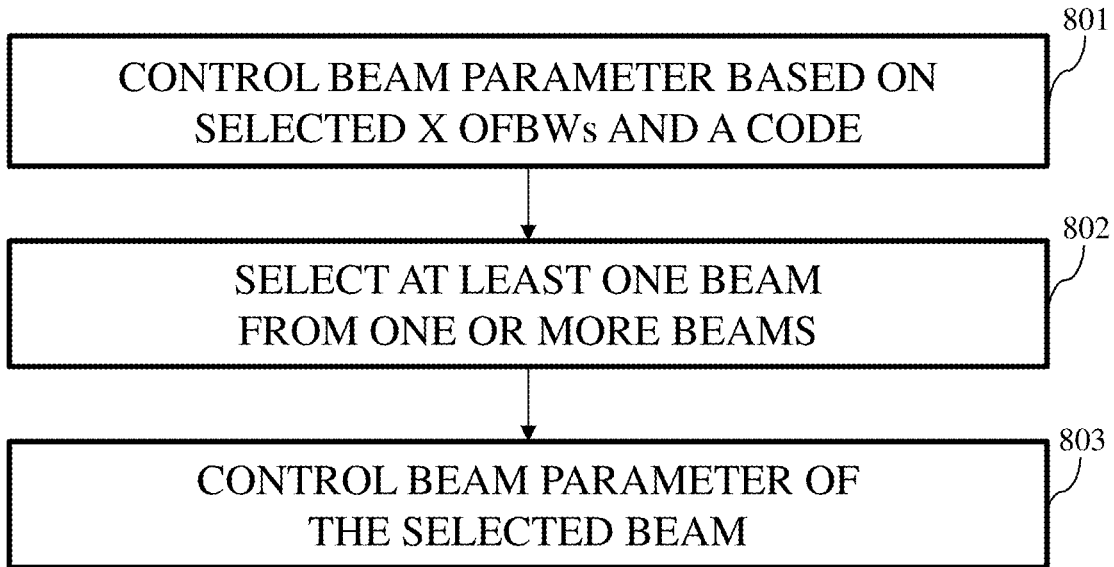 801
CONTROL BEAM PARAMETER BASED ON
SELECTED X OFBWs AND A CODE
802
SELECT AT LEAST ONE BEAM
FROM ONE OR MORE BEAMS
803
CONTROL BEAM PARAMETER OF
THE SELECTED BEAM